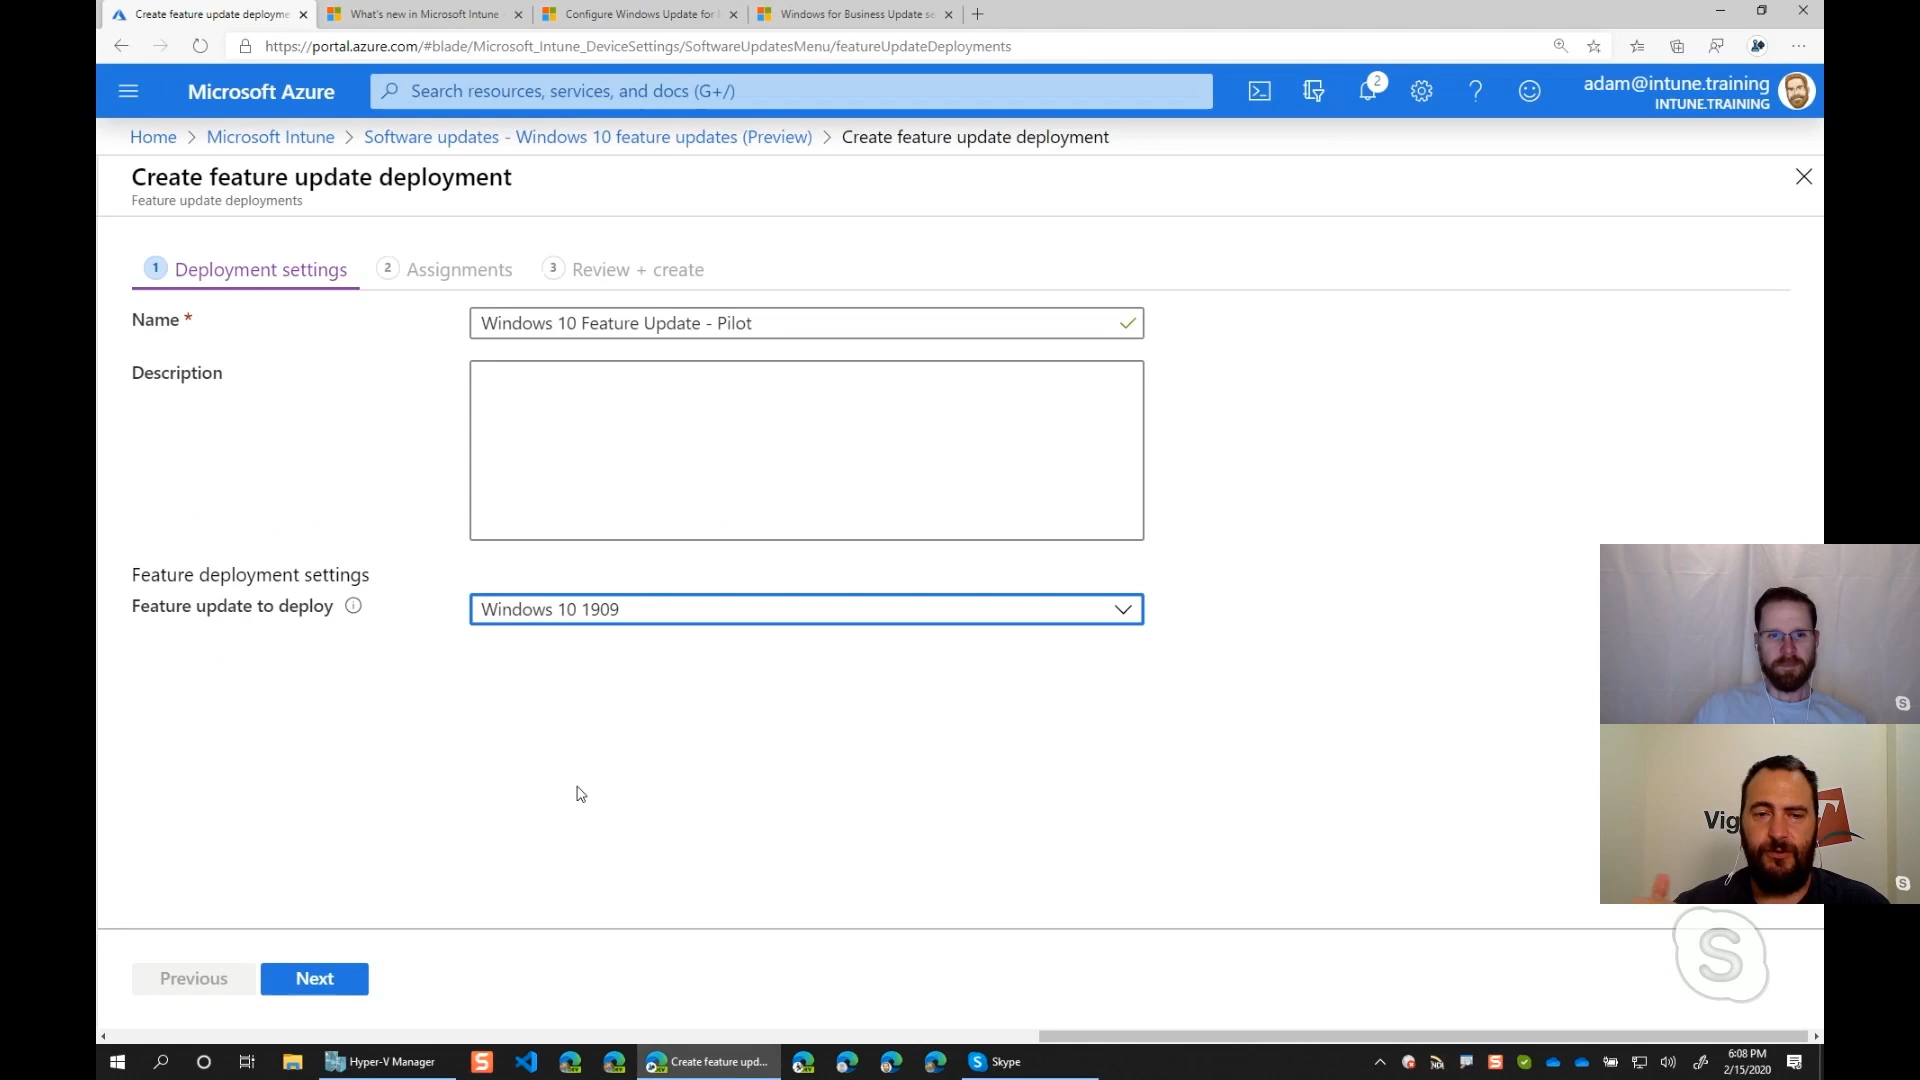 Create feature update deployme
What's new in Microsoft Intune
Configure Windows Update for
Windows for Business Update se
https://portal.azure.com/#blade/Microsoft_Intune_DeviceSettings/SoftwareUpdatesMenu/featureUpdateDeployments
Microsoft Azure
Search resources, services, and docs (G+/)
2
adam@intune.training
INTUNE.TRAINING
Home > Microsoft Intune > Software updates - Windows 10 feature updates (Preview) > Create feature update deployment
Create feature update deployment
Feature update deployments
1 Deployment settings
2 Assignments
3 Review + create
Name *
Windows 10 Feature Update - Pilot
Description
Feature deployment settings
Feature update to deploy
Windows 10 1909
Vig
Previous
Next
Hyper-V Manager
Create feature upd...
Skype
6:08 PM
2/15/2020